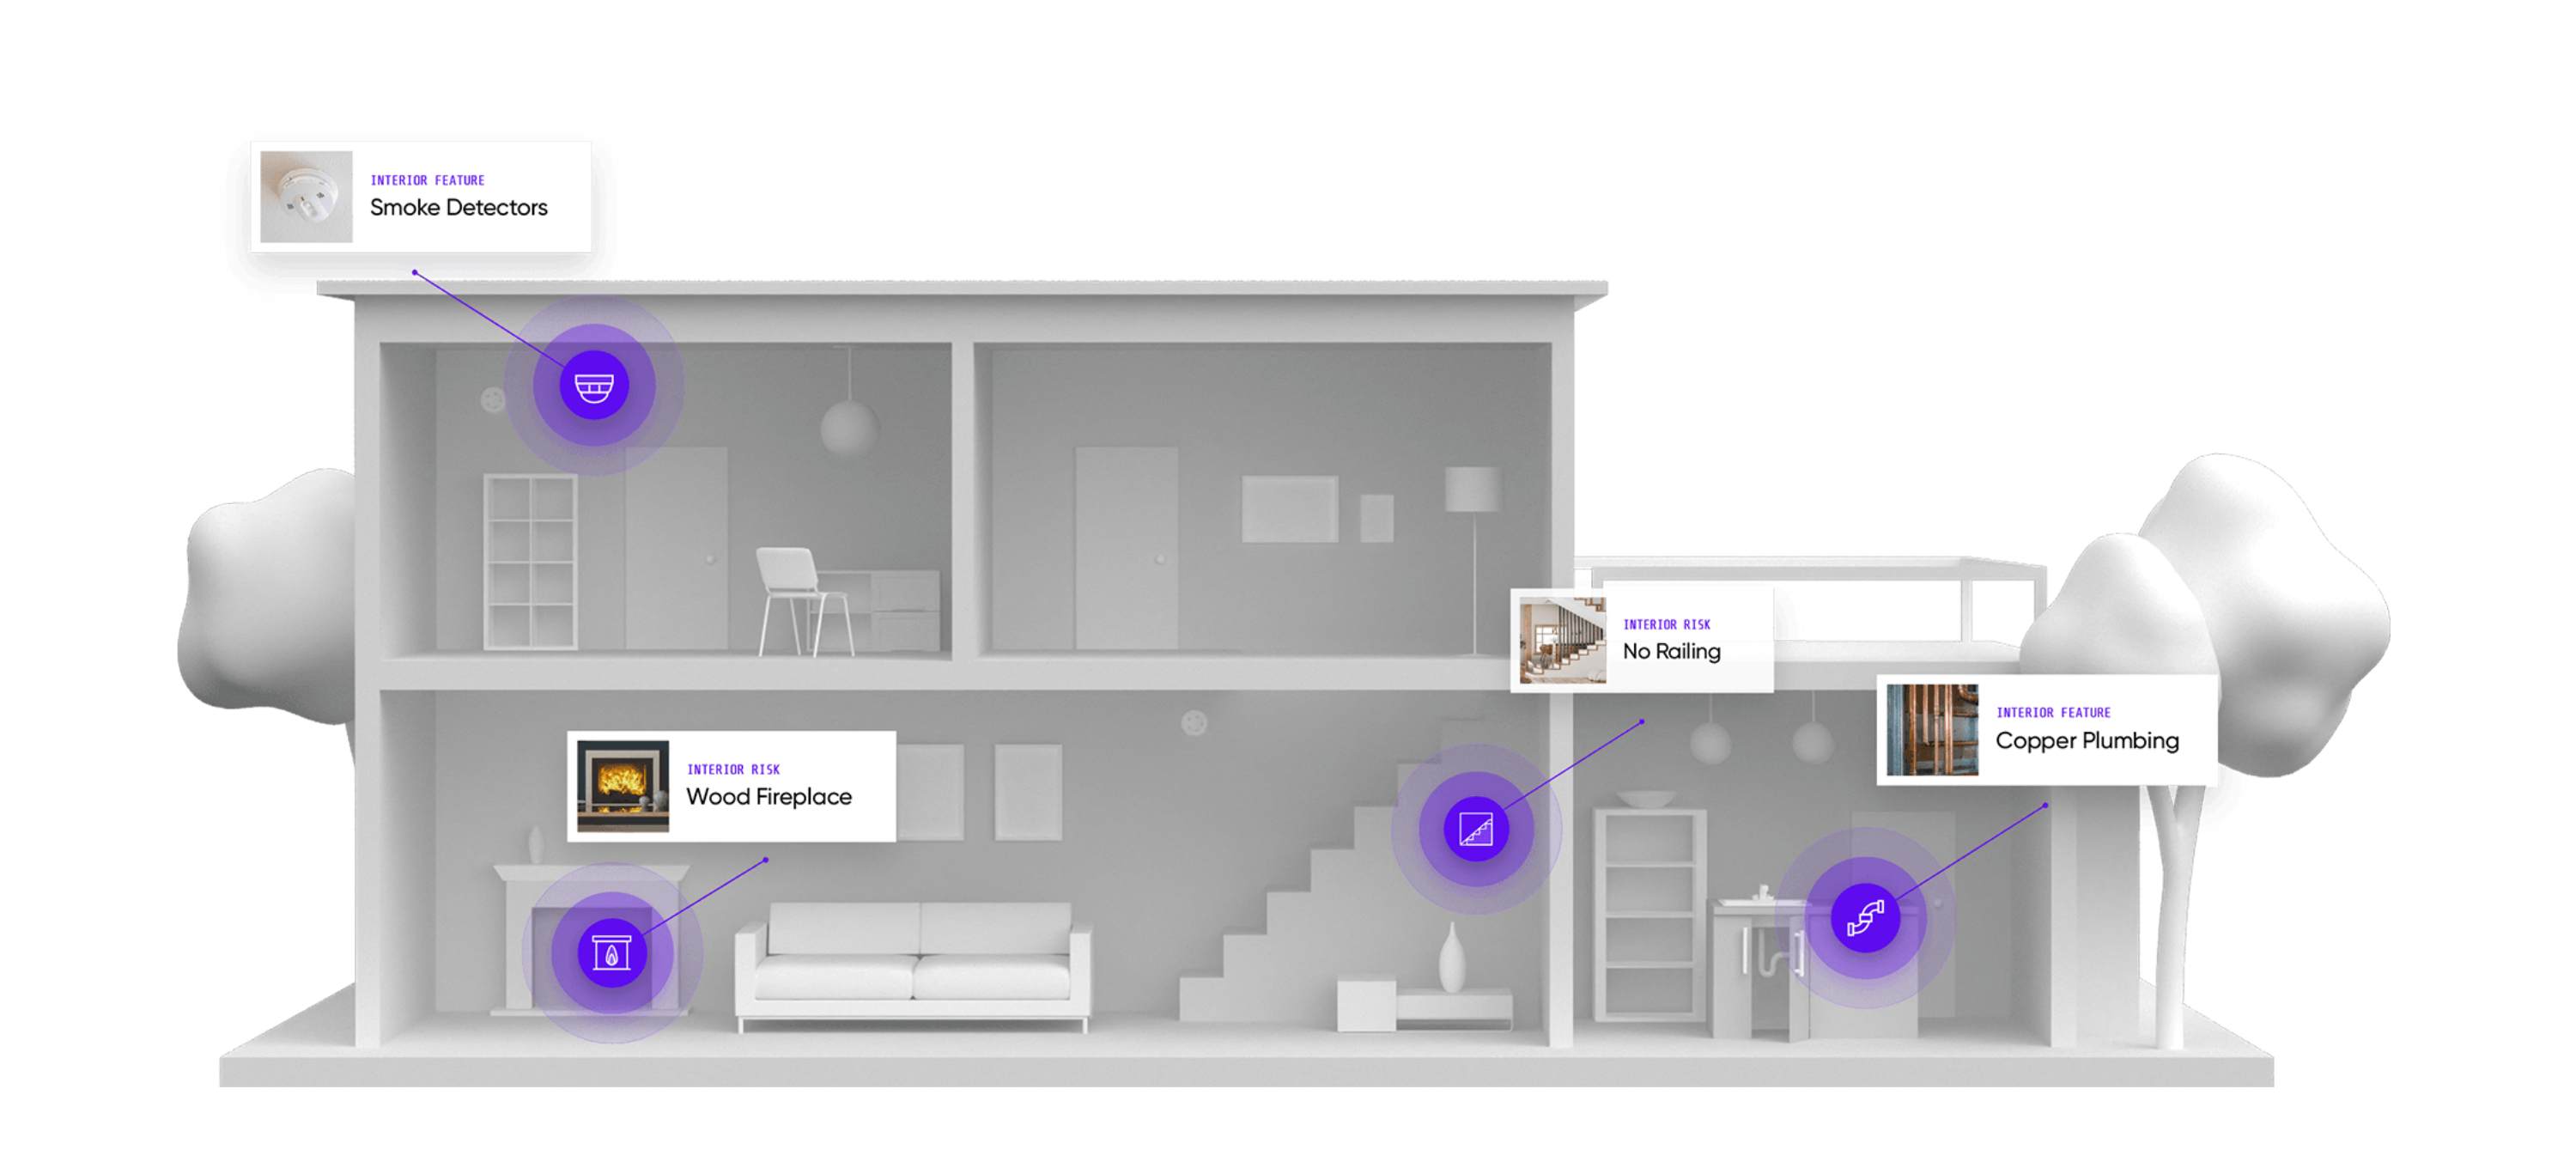 INTERIOR FEATURE
Smoke Detectors
INTERIOR RISK
No Railing
INTERIOR FEATURE
Copper Plumbing
INTERIOR RISK
Wood Fireplace